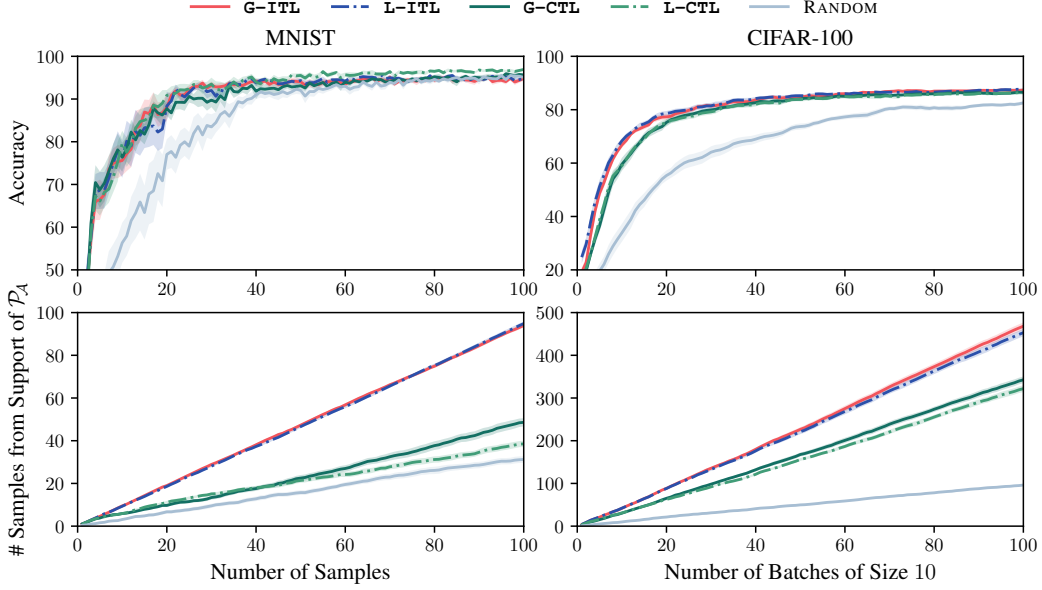 G-ITL L-ITL G-CTL L-CTL RANDOM
MNIST CIFAR-100
Accuracy
100
90
80
70
60
50
0 20 40 60 80 100
100
80
60
40
20
0 20 40 60 80 100
# Samples from Support of 𝒫_𝒜
100
80
60
40
20
0
0 20 40 60 80 100
500
400
300
200
100
0
0 20 40 60 80 100
Number of Samples Number of Batches of Size 10